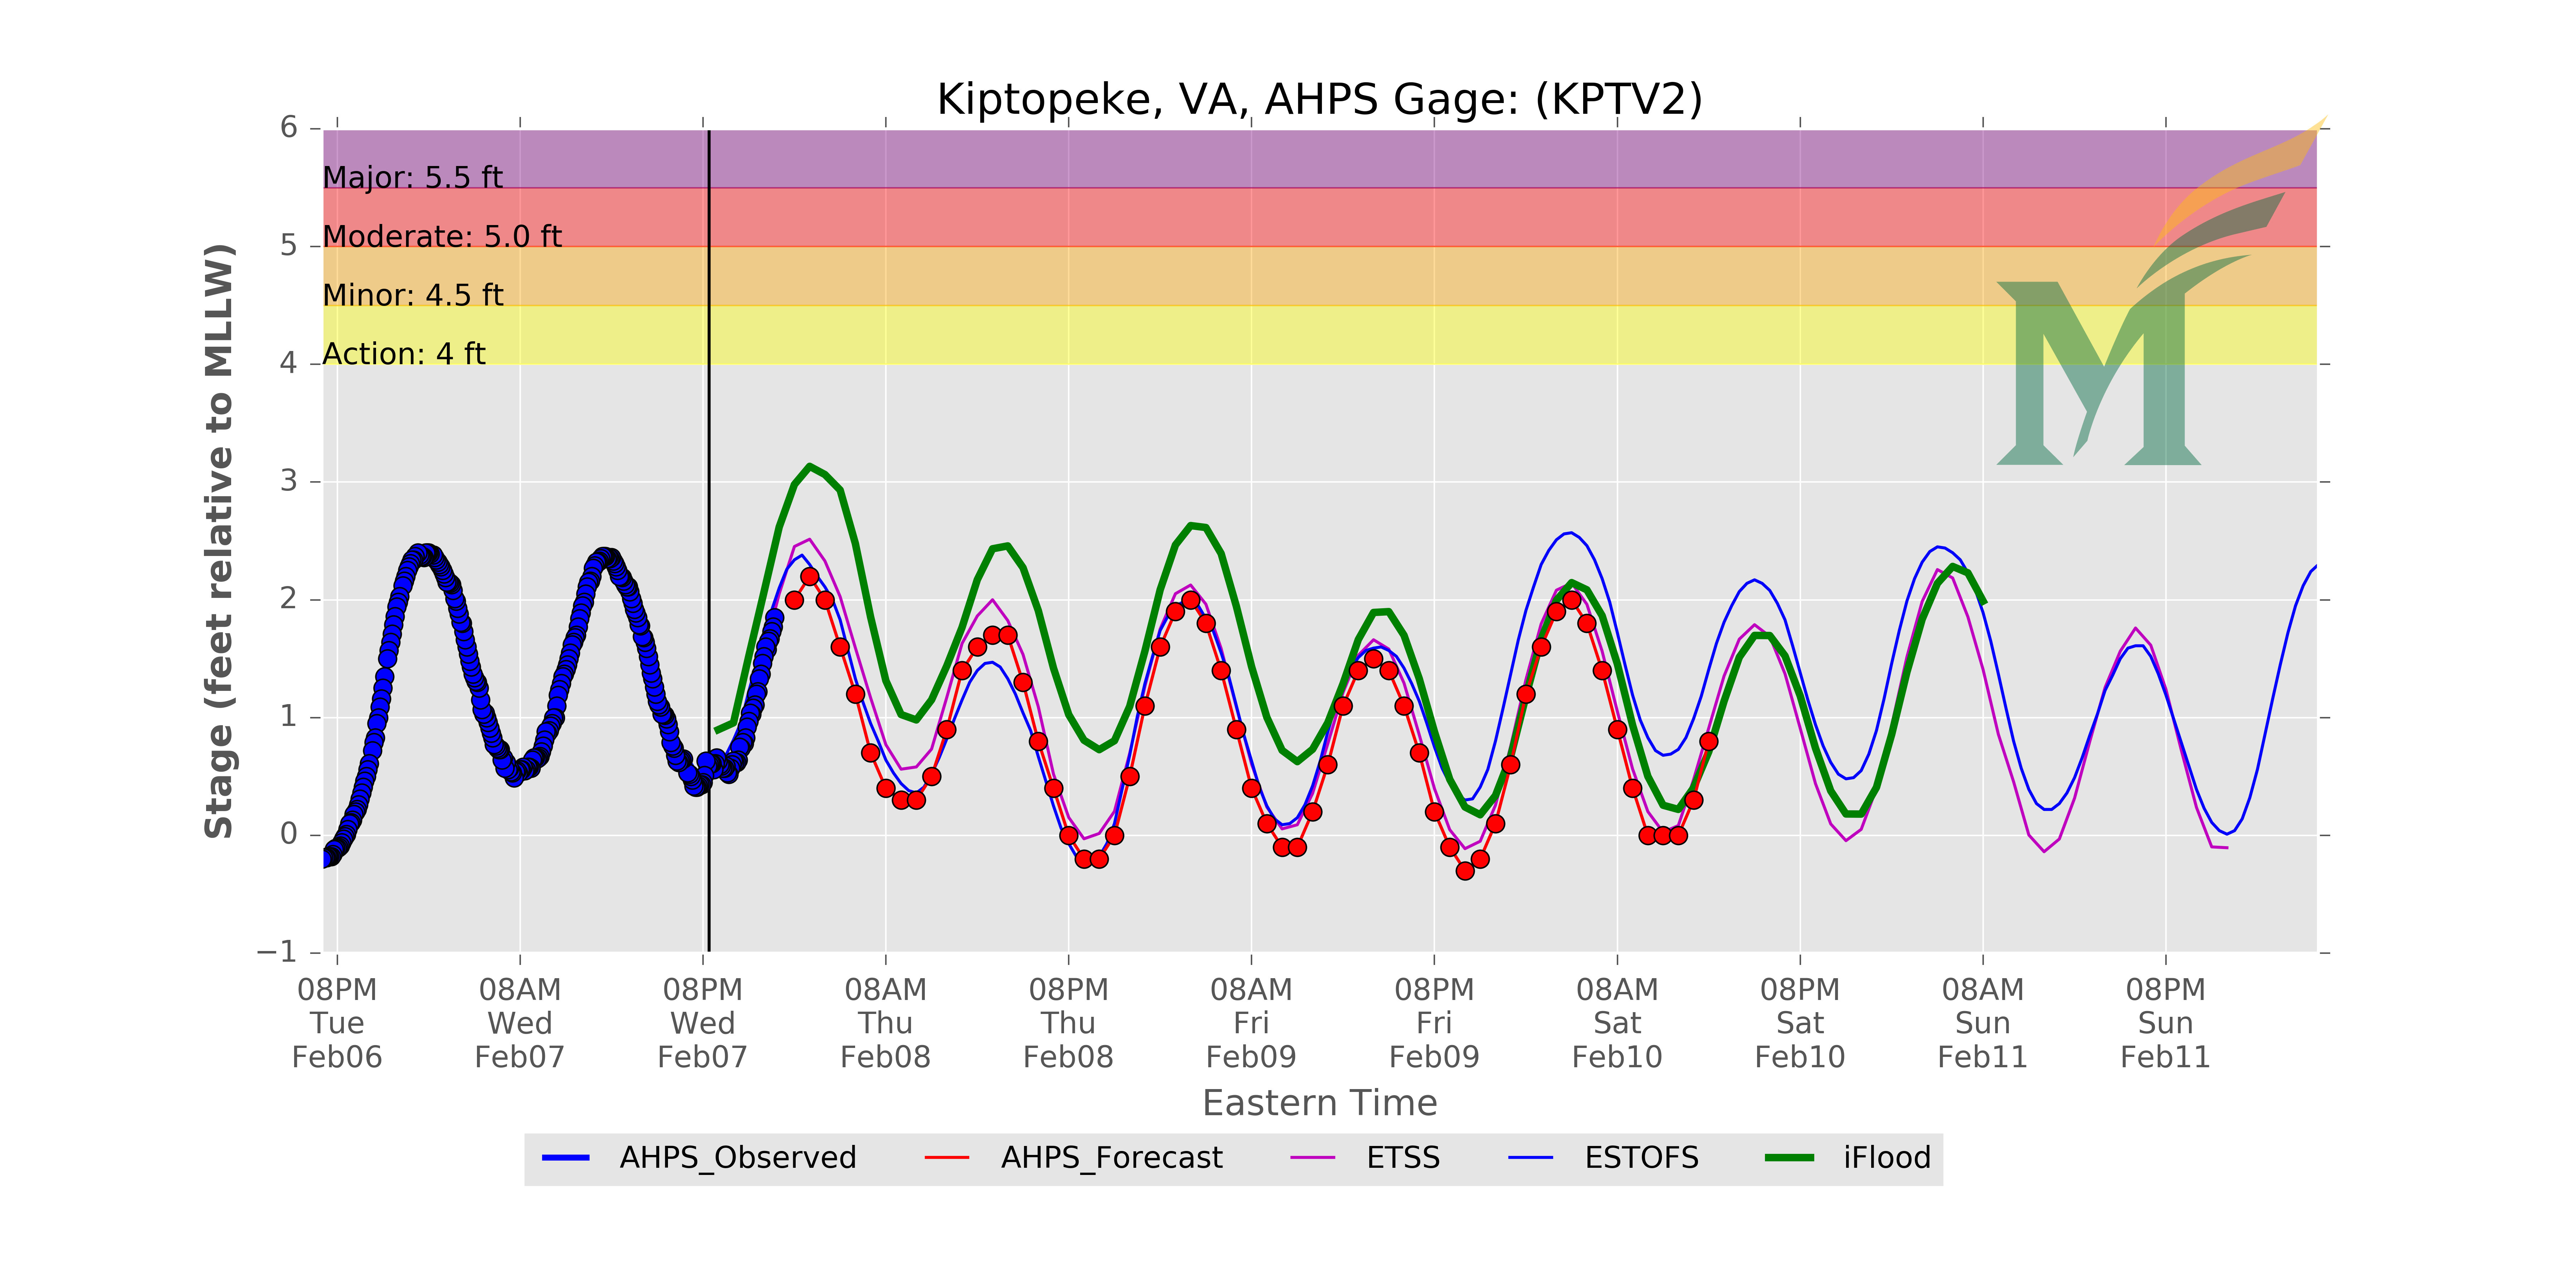 Kiptopeke, VA, AHPS Gage: (KPTV2)
6
Major: 5.5 ft
5
Moderate: 5.0 ft
Minor: 4.5 ft
4
Action: 4 ft
3
2
1
0
−1
Stage (feet relative to MLLW)
08PM 08AM 08PM 08AM 08PM 08AM 08PM 08AM 08PM 08AM 08PM
Tue Wed Wed Thu Thu Fri Fri Sat Sat Sun Sun
Feb06 Feb07 Feb07 Feb08 Feb08 Feb09 Feb09 Feb10 Feb10 Feb11 Feb11
Eastern Time
AHPS_Observed AHPS_Forecast ETSS ESTOFS iFlood
M